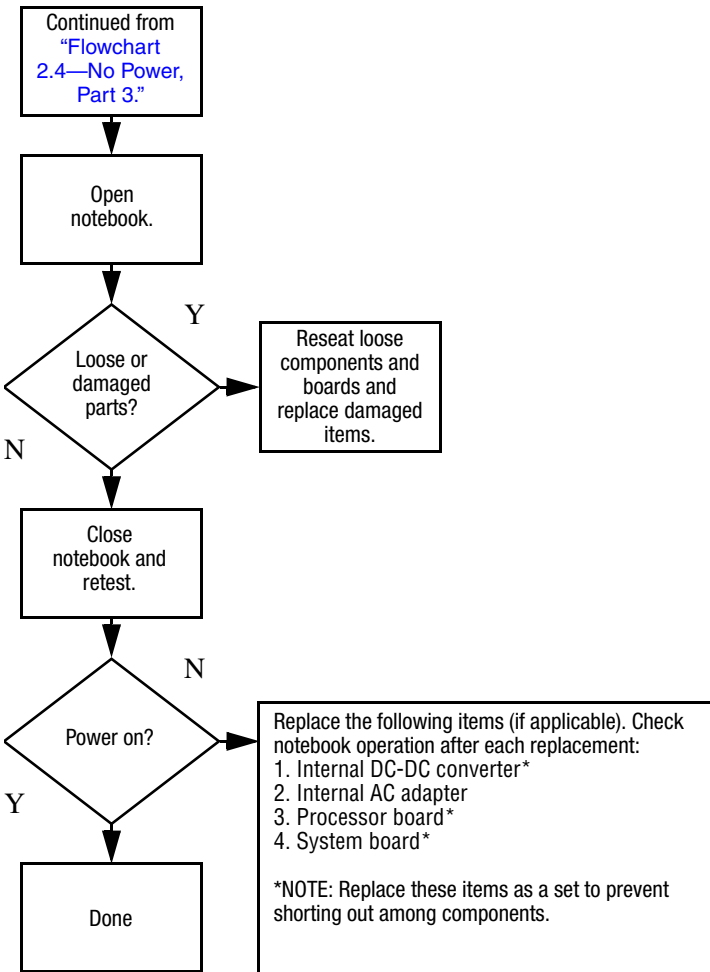 Continued from
“Flowchart
2.4—No Power,
Part 3.”
Open
notebook.
Y
Loose or
damaged
parts?
Reseat loose
components and
boards and
replace damaged
items.
N
Close
notebook and
retest.
N
Power on?
Replace the following items (if applicable). Check
notebook operation after each replacement:
1. Internal DC-DC converter*
2. Internal AC adapter
3. Processor board*
4. System board*
*NOTE: Replace these items as a set to prevent
shorting out among components.
Y
Done